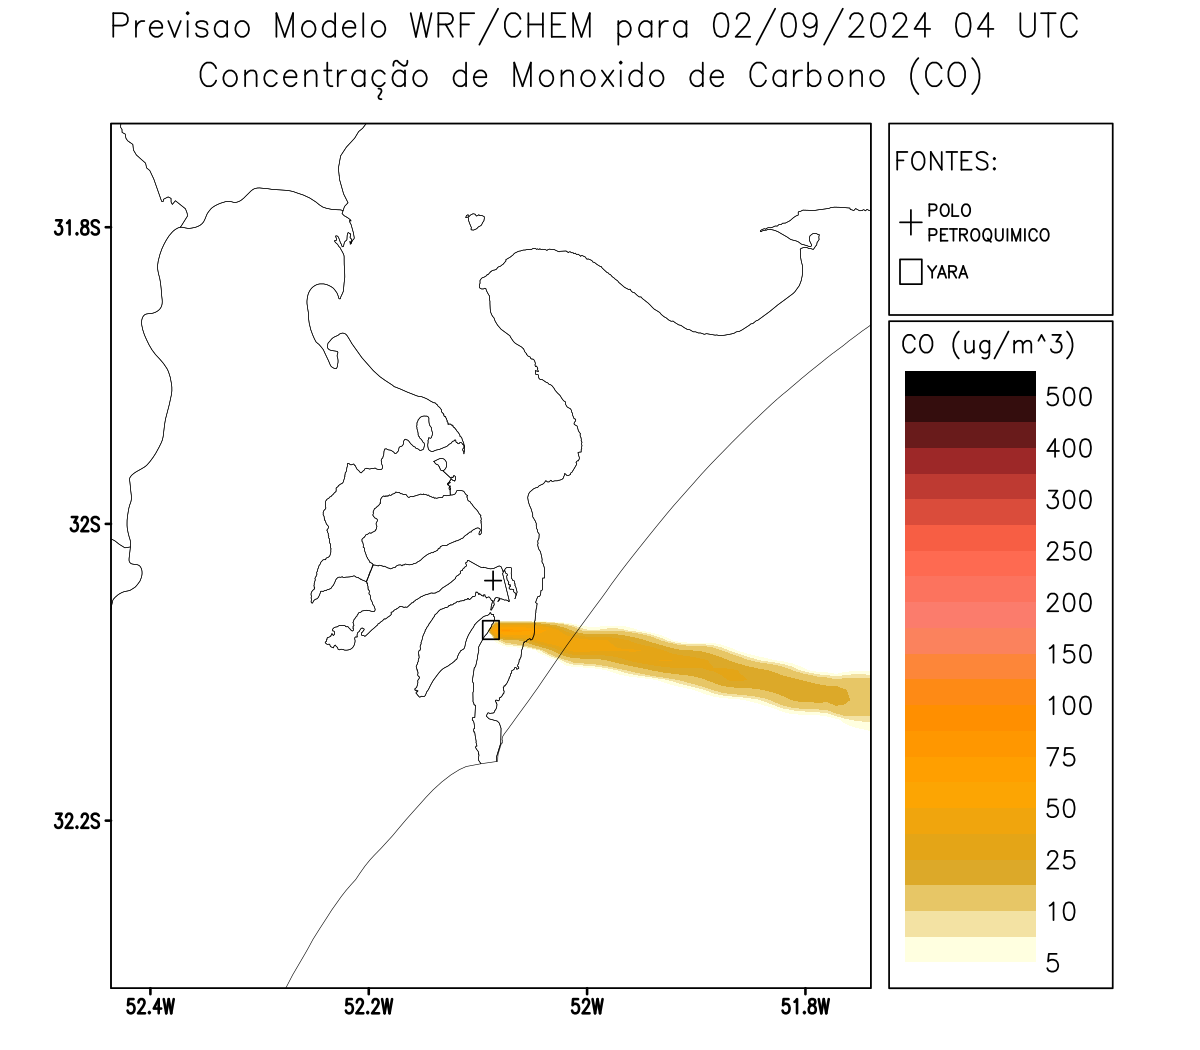 Previsao Modelo WRF/CHEM para 02/09/2024 04 UTC
Concentração de Monoxido de Carbono (CO)
FONTES:
POLO
PETROQUIMICO
YARA
CO (ug/m^3)
500
400
300
250
200
150
100
75
50
25
10
5
31.8S
32S
32.2S
52.4W
52.2W
52W
51.8W